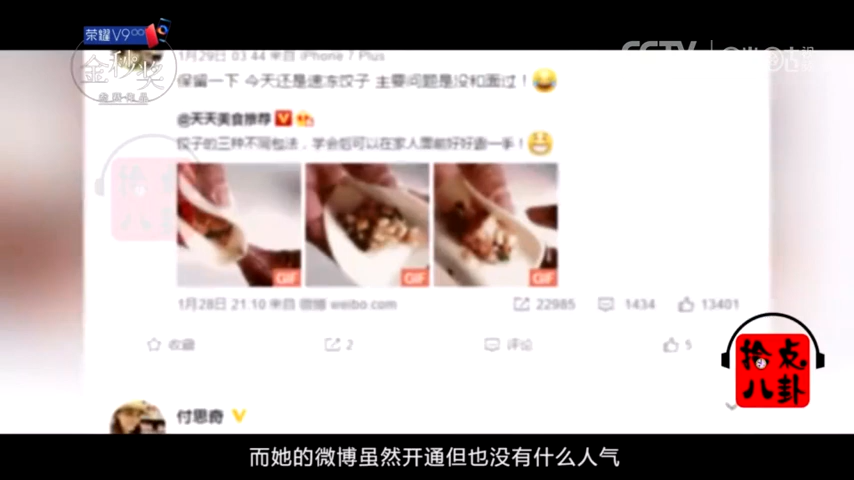 荣耀V9
金秒奖
1月29日 03:44 来自 iPhone 7 Plus
保留一下 今天还是速冻饺子 主要问题是没和面过！
@天天美食推荐
饺子的三种不同包法，学会后可以在家人面前好好露一手！
GIF GIF GIF
1月28日 21:10 来自 微博 weibo.com 22985 1434 13401
收藏 2 评论 5
拾点
八卦
付思奇
而她的微博虽然开通但也没有什么人气